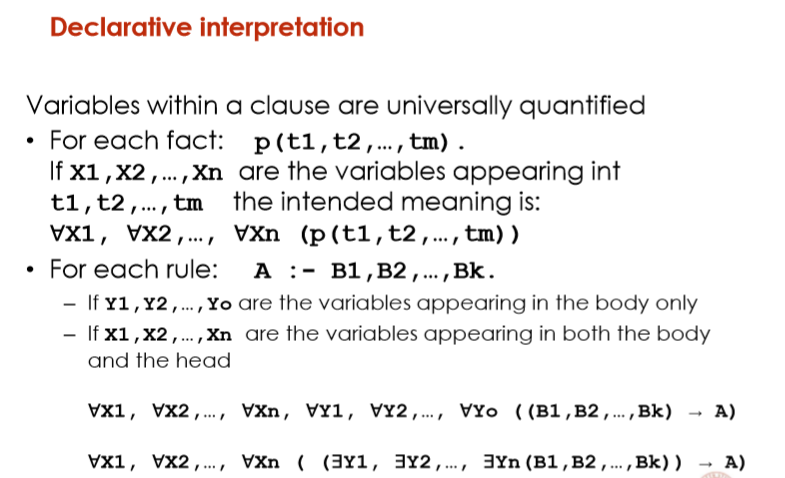 Declarative interpretation
Variables within a clause are universally quantified
• For each fact: p(t1,t2,…,tm).
If X1,X2,…,Xn are the variables appearing int
t1,t2,…,tm the intended meaning is:
∀X1, ∀X2,…, ∀Xn (p(t1,t2,…,tm))
• For each rule: A :- B1,B2,…,Bk.
– If Y1,Y2,…,Yo are the variables appearing in the body only
– If X1,X2,…,Xn are the variables appearing in both the body
and the head
∀X1, ∀X2,…, ∀Xn, ∀Y1, ∀Y2,…, ∀Yo ((B1,B2,…,Bk) → A)
∀X1, ∀X2,…, ∀Xn ( (∃Y1, ∃Y2,…, ∃Yn(B1,B2,…,Bk)) → A)